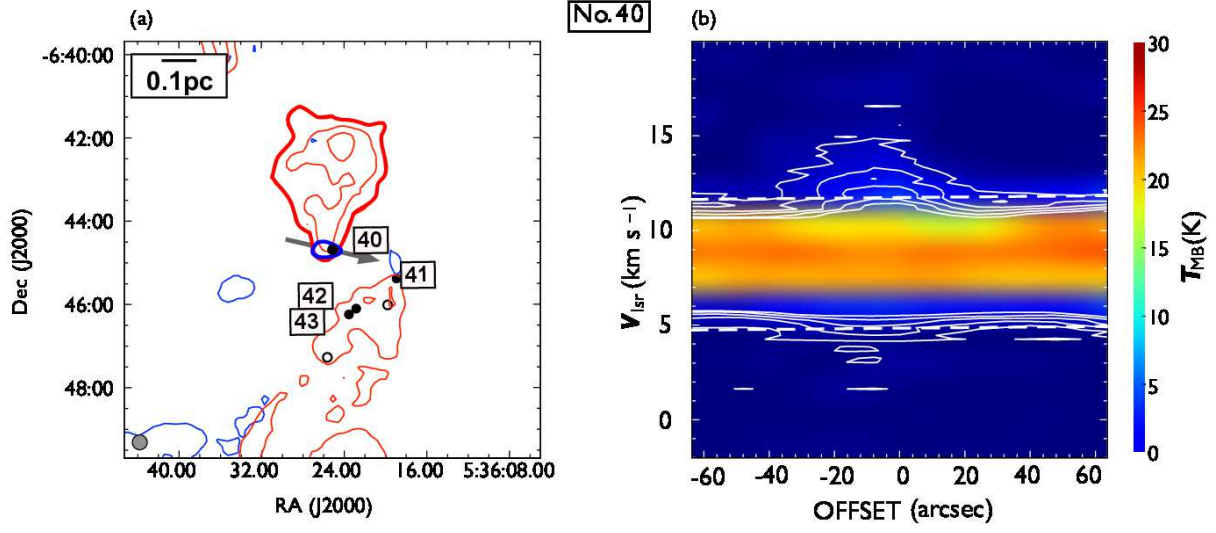 No.40
(a)
0.1pc
-6:40:00
42:00
44:00
46:00
48:00
Dec (J2000)
40
41
42
43
40.00 32.00 24.00 16.00 5:36:08.00
RA (J2000)
(b)
15
10
5
0
Vlsr (km s⁻¹)
-60 -40 -20 0 20 40 60
OFFSET (arcsec)
30
25
20
15
10
5
0
TMB(K)